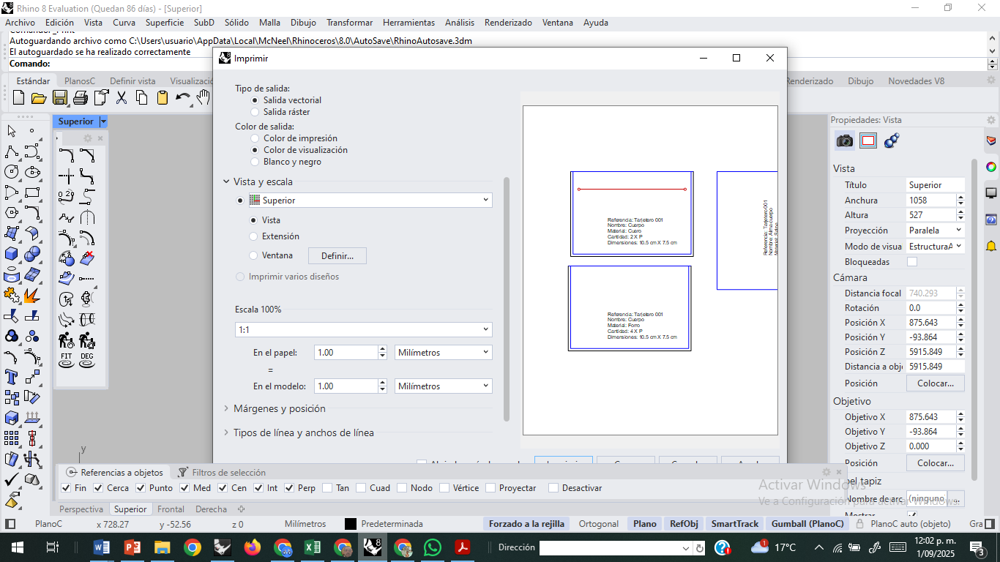 Rhino 8 Evaluation (Quedan 86 días) - [Superior]
Archivo Edición Vista Curva Superficie SubD Sólido Malla Dibujo Transformar Herramientas Análisis Renderizado Ventana Ayuda
Autoguardando archivo como C:\Users\usuario\AppData\Local\McNeel\Rhinoceros\8.0\AutoSave\RhinoAutosave.3dm
El autoguardado se ha realizado correctamente
Comando:
Estándar PlanosC Definir vista Visualizació
Renderizado Dibujo Novedades V8
Superior
FIT DEG
y
Imprimir
Tipo de salida:
Salida vectorial
Salida ráster
Color de salida:
Color de impresión
Color de visualización
Blanco y negro
Vista y escala
Superior
Vista
Extensión
Ventana Definir...
Imprimir varios diseños
Escala 100%
1:1
En el papel: 1.00 Milímetros
=
En el modelo: 1.00 Milímetros
Márgenes y posición
Tipos de línea y anchos de línea
Referencia: Tarjetero 001
Nombre: Cuerpo
Material: Cuero
Cantidad: 2 X P
Dimensiones: 10.5 cm X 7.5 cm
Referencia: Tarjetero 001
Nombre: Cuerpo
Material: Forro
Cantidad: 4 X P
Dimensiones: 10.5 cm X 7.5 cm
Referencia: Tarjetero 001
Nombre: Alma cuerpo
Propiedades: Vista
Vista
Título Superior
Anchura 1058
Altura 527
Proyección Paralela
Modo de visua EstructuraA
Bloqueadas
Cámara
Distancia focal 740.293
Rotación 0.0
Posición X 875.643
Posición Y -93.864
Posición Z 5915.849
Distancia a obje 5915.849
Posición Colocar...
Objetivo
Objetivo X 875.643
Objetivo Y -93.864
Objetivo Z 0.000
Posición Colocar...
pel tapiz
Nombre de arc (ninguno) ...
Mostrar
Activar Windows
Ve a Configuración para activar Windows.
Referencias a objetos Filtros de selección
Fin Cerca Punto Med Cen Int Perp Tan Cuad Nodo Vértice Proyectar Desactivar
Perspectiva Superior Frontal Derecha
PlanoC x 728.27 y -52.56 z 0 Milímetros Predeterminada Forzado a la rejilla Ortogonal Plano RefObj SmartTrack Gumball (PlanoC) PlanoC auto (objeto) Gra
Dirección
1
17°C
12:02 p. m.
1/09/2025
3